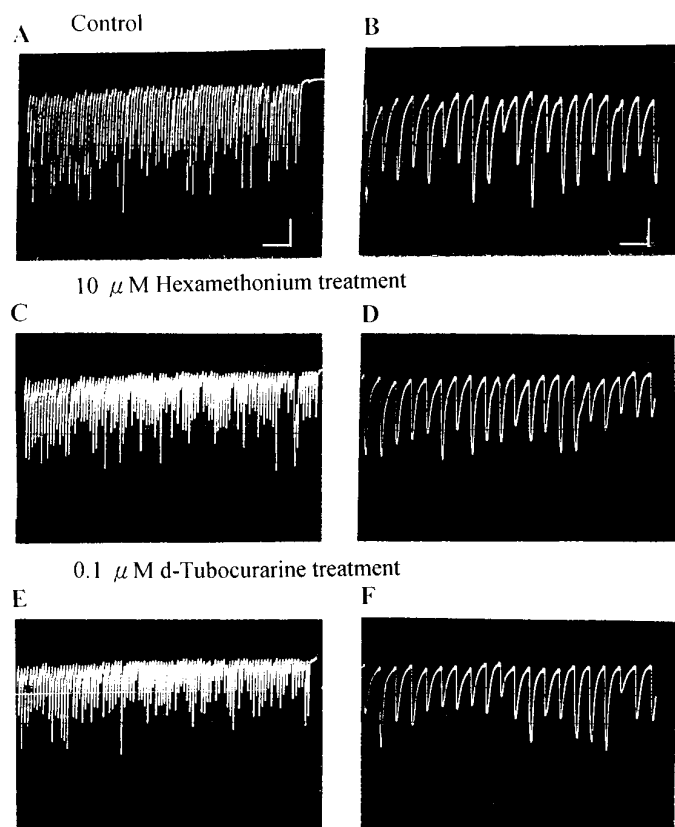 A Control B
10 μM Hexamethonium treatment
C D
0.1 μM d-Tubocurarine treatment
E F